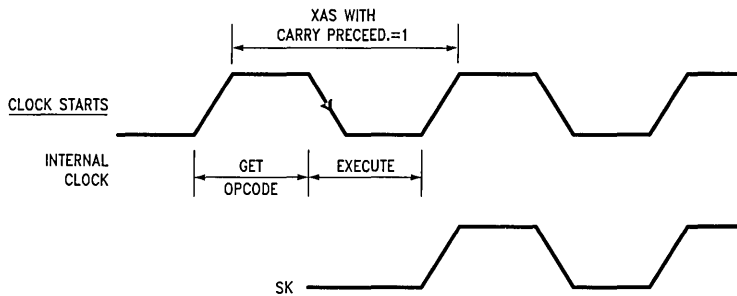 XAS WITH
CARRY PRECEED.=1
CLOCK STARTS
INTERNAL
CLOCK
GET
OPCODE
EXECUTE
SK